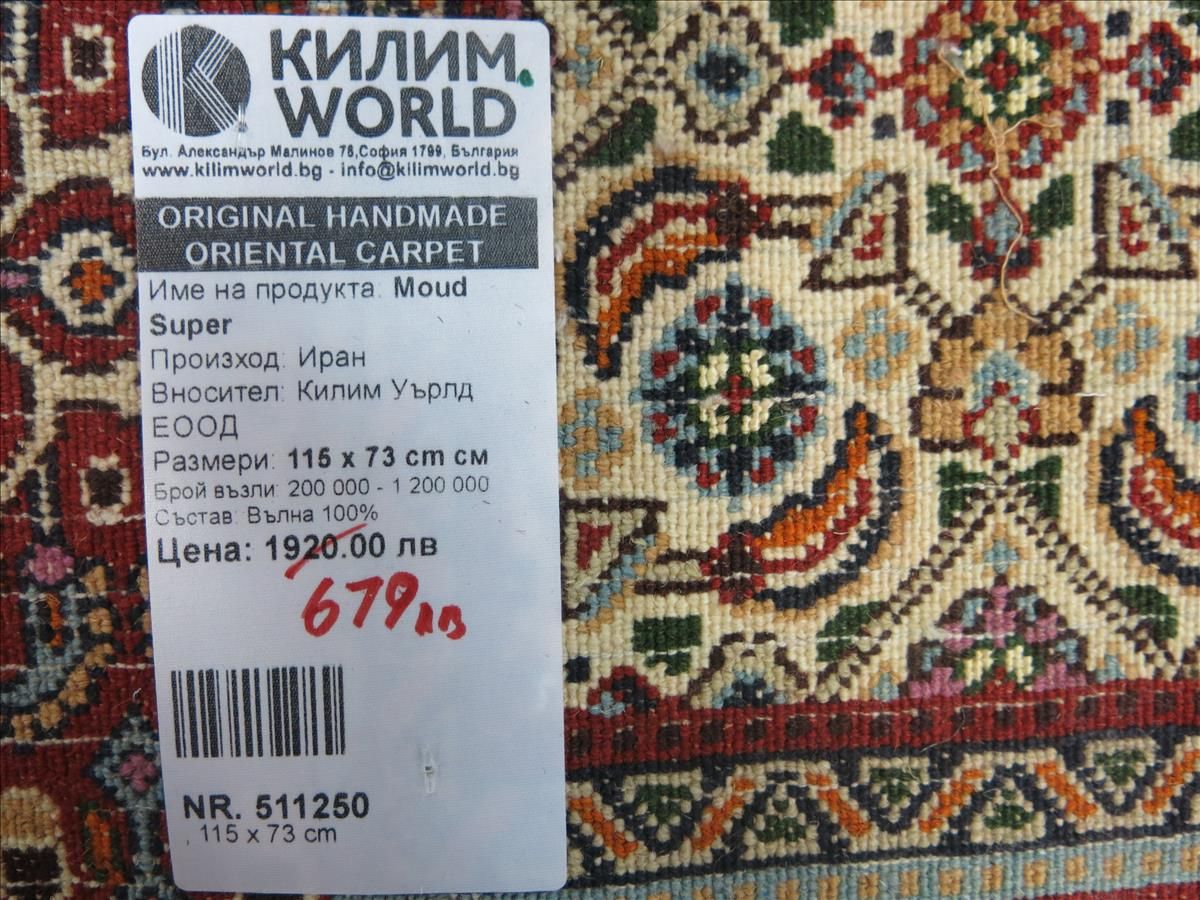 КИЛИМ
WORLD
Бул. Александър Малинов 78,София 1799, България
www.kilimworld.bg - info@kilimworld.bg
ORIGINAL HANDMADE
ORIENTAL CARPET
Име на продукта: Moud
Super
Произход: Иран
Вносител: Килим Уърлд
ЕООД
Размери: 115 x 73 cm см
Брой възли: 200 000 - 1 200 000
Състав: Вълна 100%
Цена: 1920.00 лв
679лв
NR. 511250
, 115 x 73 cm